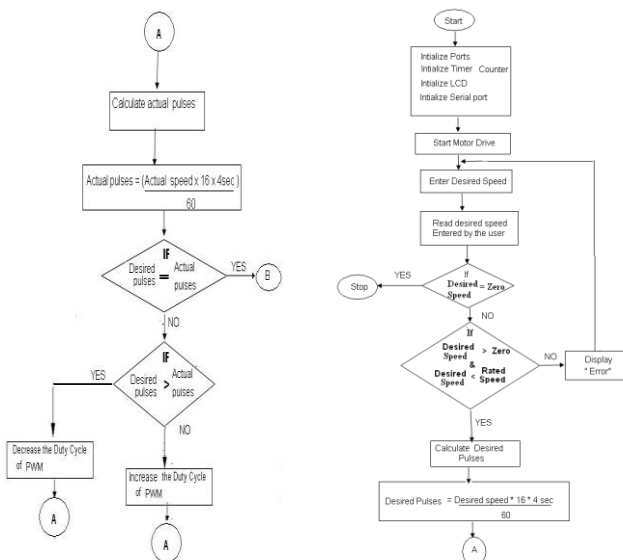 A
Calculate actual pulses
Actual pulses = (Actual speed x 16 x 4sec )
60
IF
Desired Actual
pulses = pulses
YES
B
NO
IF
Desired Actual
pulses > pulses
YES
NO
Decrease the Duty Cycle
of PWM
Increase the Duty Cycle
of PWM
A
A
Start
Intialize Ports
Intialize Timer Counter
Intialize LCD
Intialize Serial port
Start Motor Drive
Enter Desired Speed
Read desired speed
Entered by the user
If
Desired = Zero
Speed
YES
Stop
NO
If
Desired > Zero
Speed
&
Desired < Rated
Speed Speed
NO
Display
" Error"
YES
Calculate Desired
Pulses
Desired Pulses = Desired speed * 16 * 4 sec
60
A